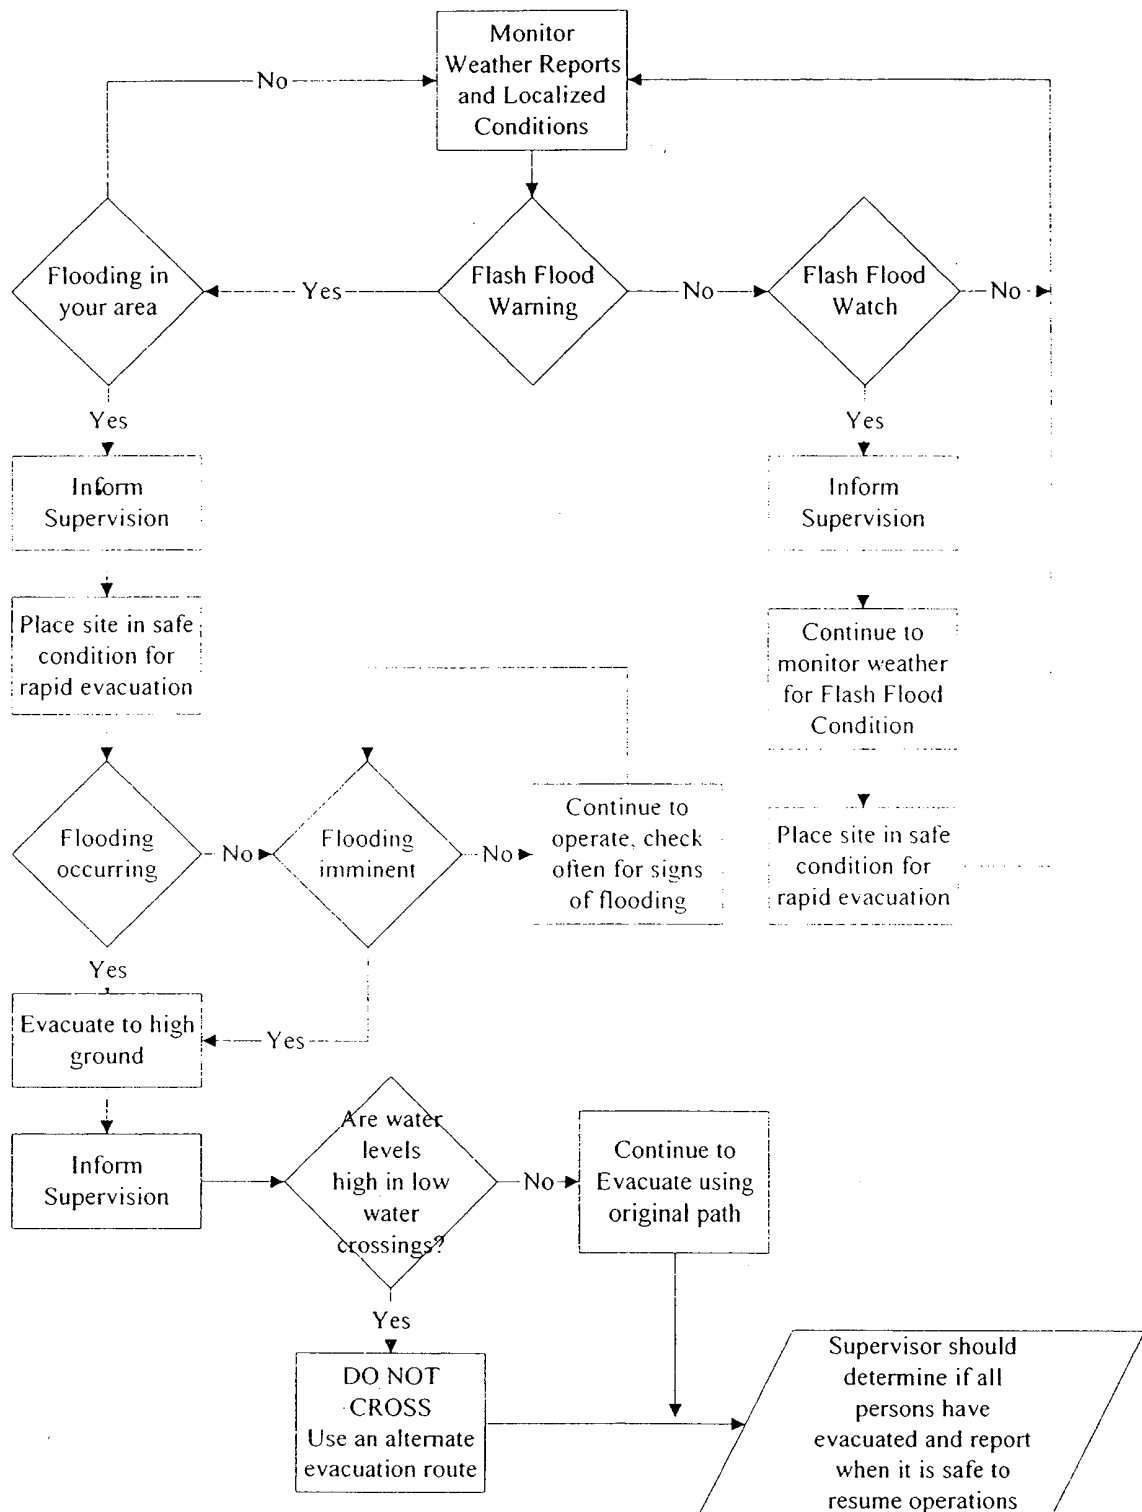 Monitor
Weather Reports
and Localized
Conditions
No
Flooding in
your area
Yes
Flash Flood
Warning
No
Flash Flood
Watch
No
Yes
Yes
Inform
Supervision
Inform
Supervision
Place site in safe
condition for
rapid evacuation
Continue to
monitor weather
for Flash Flood
Condition
Flooding
occurring
No
Flooding
imminent
No
Continue to
operate, check
often for signs
of flooding
Place site in safe
condition for
rapid evacuation
Yes
Evacuate to high
ground
Yes
Inform
Supervision
Are water
levels
high in low
water
crossings?
No
Continue to
Evacuate using
original path
Yes
DO NOT
CROSS
Use an alternate
evacuation route
Supervisor should
determine if all
persons have
evacuated and report
when it is safe to
resume operations